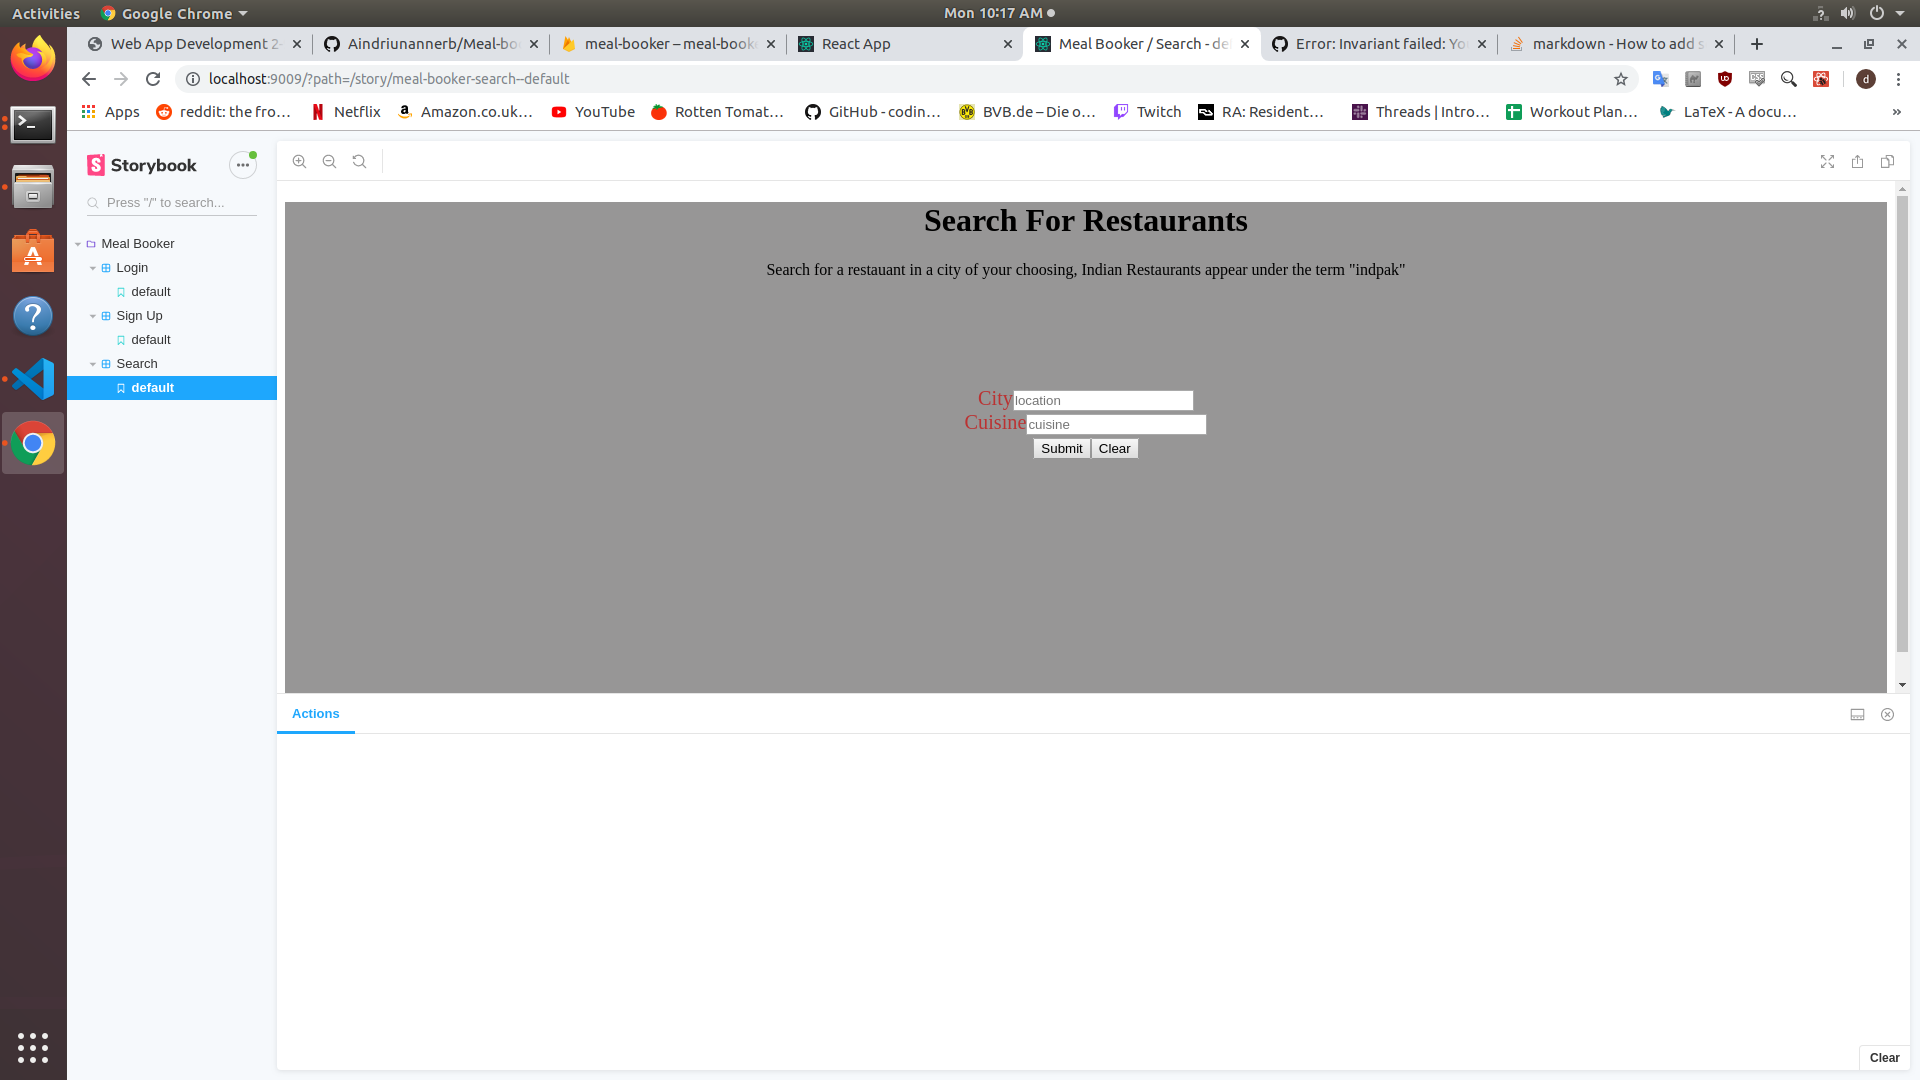 Activities
Google Chrome
Mon 10:17 AM
Web App Development 2-
Aindriunannerb/Meal-bo
meal-booker – meal-book
React App
Meal Booker / Search - de
Error: Invariant failed: Yo
markdown - How to add s
localhost:9009/?path=/story/meal-booker-search--default
d
Apps
reddit: the fro...
Netflix
Amazon.co.uk...
YouTube
Rotten Tomat...
GitHub - codin...
BVB.de – Die o...
Twitch
RA: Resident...
Threads | Intro...
Workout Plan...
LaTeX - A docu...
»
Storybook
Press "/" to search...
Meal Booker
Login
default
Sign Up
default
Search
default
Search For Restaurants
Search for a restauant in a city of your choosing, Indian Restaurants appear under the term "indpak"
City location
Cuisine cuisine
Submit Clear
Actions
Clear